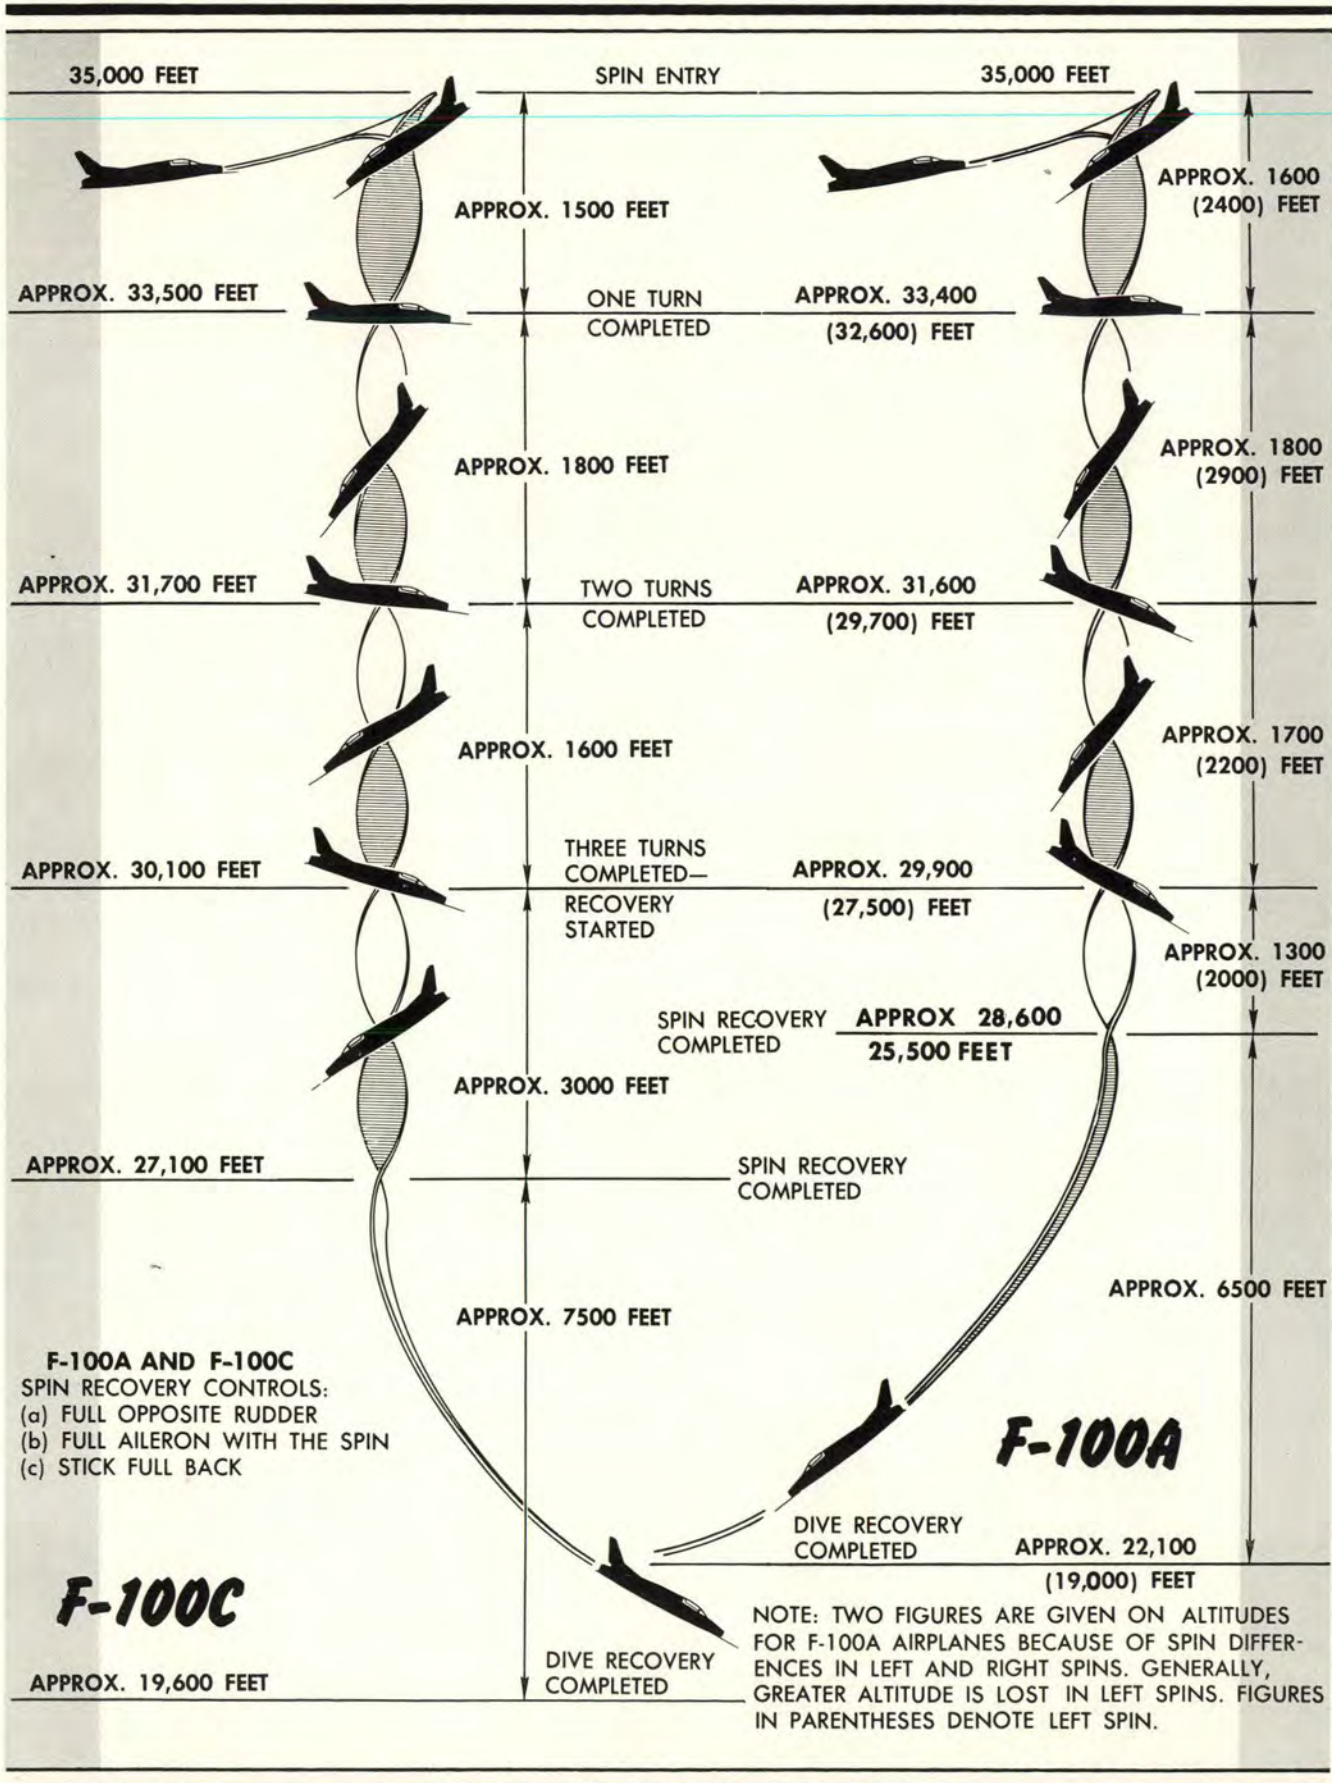 35,000 FEET
SPIN ENTRY
35,000 FEET
APPROX. 1500 FEET
APPROX. 1600
(2400) FEET
APPROX. 33,500 FEET
ONE TURN
COMPLETED
APPROX. 33,400
(32,600) FEET
APPROX. 1800 FEET
APPROX. 1800
(2900) FEET
APPROX. 31,700 FEET
TWO TURNS
COMPLETED
APPROX. 31,600
(29,700) FEET
APPROX. 1600 FEET
APPROX. 1700
(2200) FEET
APPROX. 30,100 FEET
THREE TURNS
COMPLETED—
RECOVERY
STARTED
APPROX. 29,900
(27,500) FEET
APPROX. 1300
(2000) FEET
SPIN RECOVERY
COMPLETED
APPROX 28,600
25,500 FEET
APPROX. 3000 FEET
APPROX. 27,100 FEET
SPIN RECOVERY
COMPLETED
APPROX. 7500 FEET
APPROX. 6500 FEET
F-100A AND F-100C
SPIN RECOVERY CONTROLS:
(a) FULL OPPOSITE RUDDER
(b) FULL AILERON WITH THE SPIN
(c) STICK FULL BACK
F-100A
DIVE RECOVERY
COMPLETED
APPROX. 22,100
(19,000) FEET
F-100C
DIVE RECOVERY
COMPLETED
APPROX. 19,600 FEET
NOTE: TWO FIGURES ARE GIVEN ON ALTITUDES
FOR F-100A AIRPLANES BECAUSE OF SPIN DIFFER-
ENCES IN LEFT AND RIGHT SPINS. GENERALLY,
GREATER ALTITUDE IS LOST IN LEFT SPINS. FIGURES
IN PARENTHESES DENOTE LEFT SPIN.